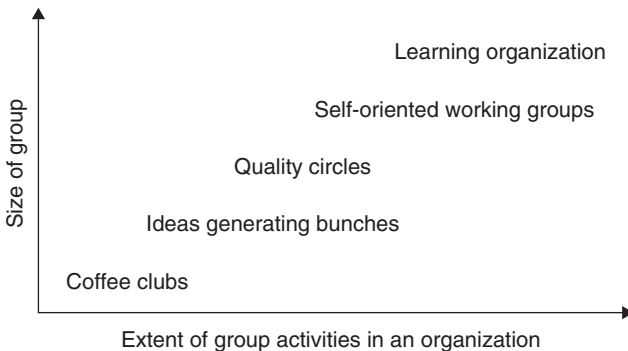 Size of group
Learning organization
Self-oriented working groups
Quality circles
Ideas generating bunches
Coffee clubs
Extent of group activities in an organization